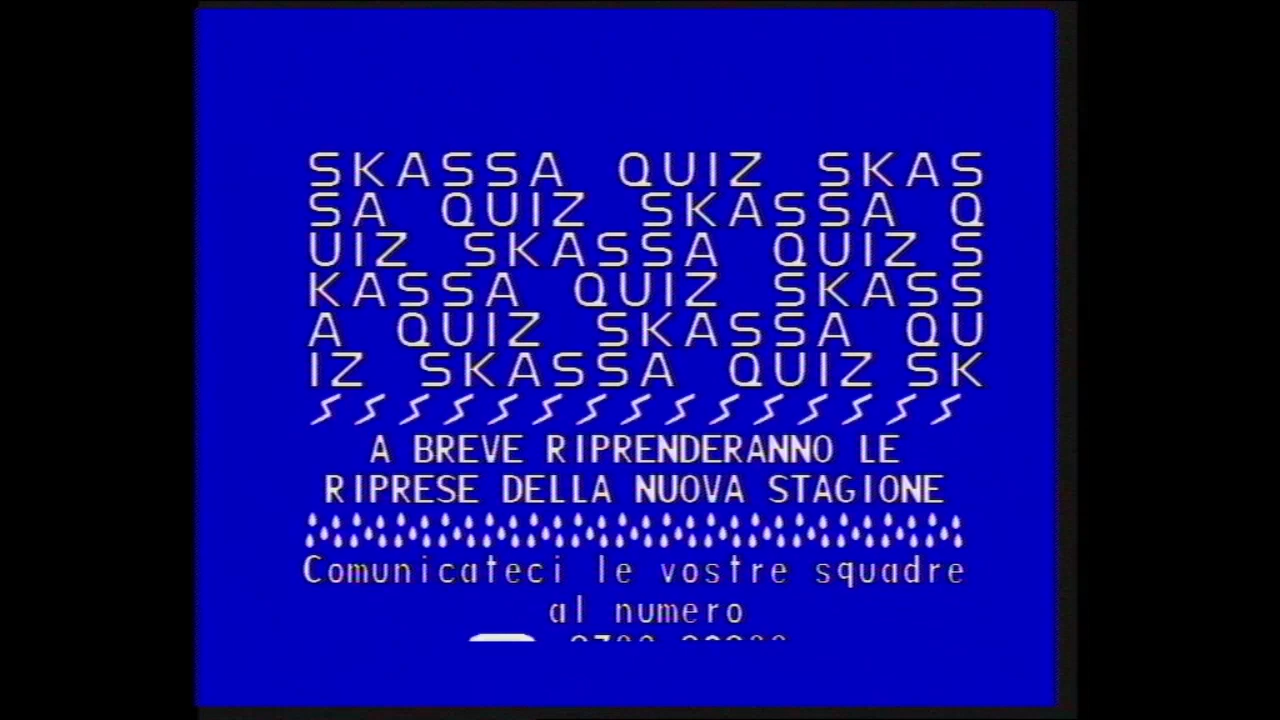 SKASSA QUIZ SKAS
SA QUIZ SKASSA Q
UIZ SKASSA QUIZ S
KASSA QUIZ SKASS
A QUIZ SKASSA QU
IZ SKASSA QUIZ SK
A BREVE RIPRENDERANNO LE
RIPRESE DELLA NUOVA STAGIONE
Comunicateci le vostre squadre
al numero